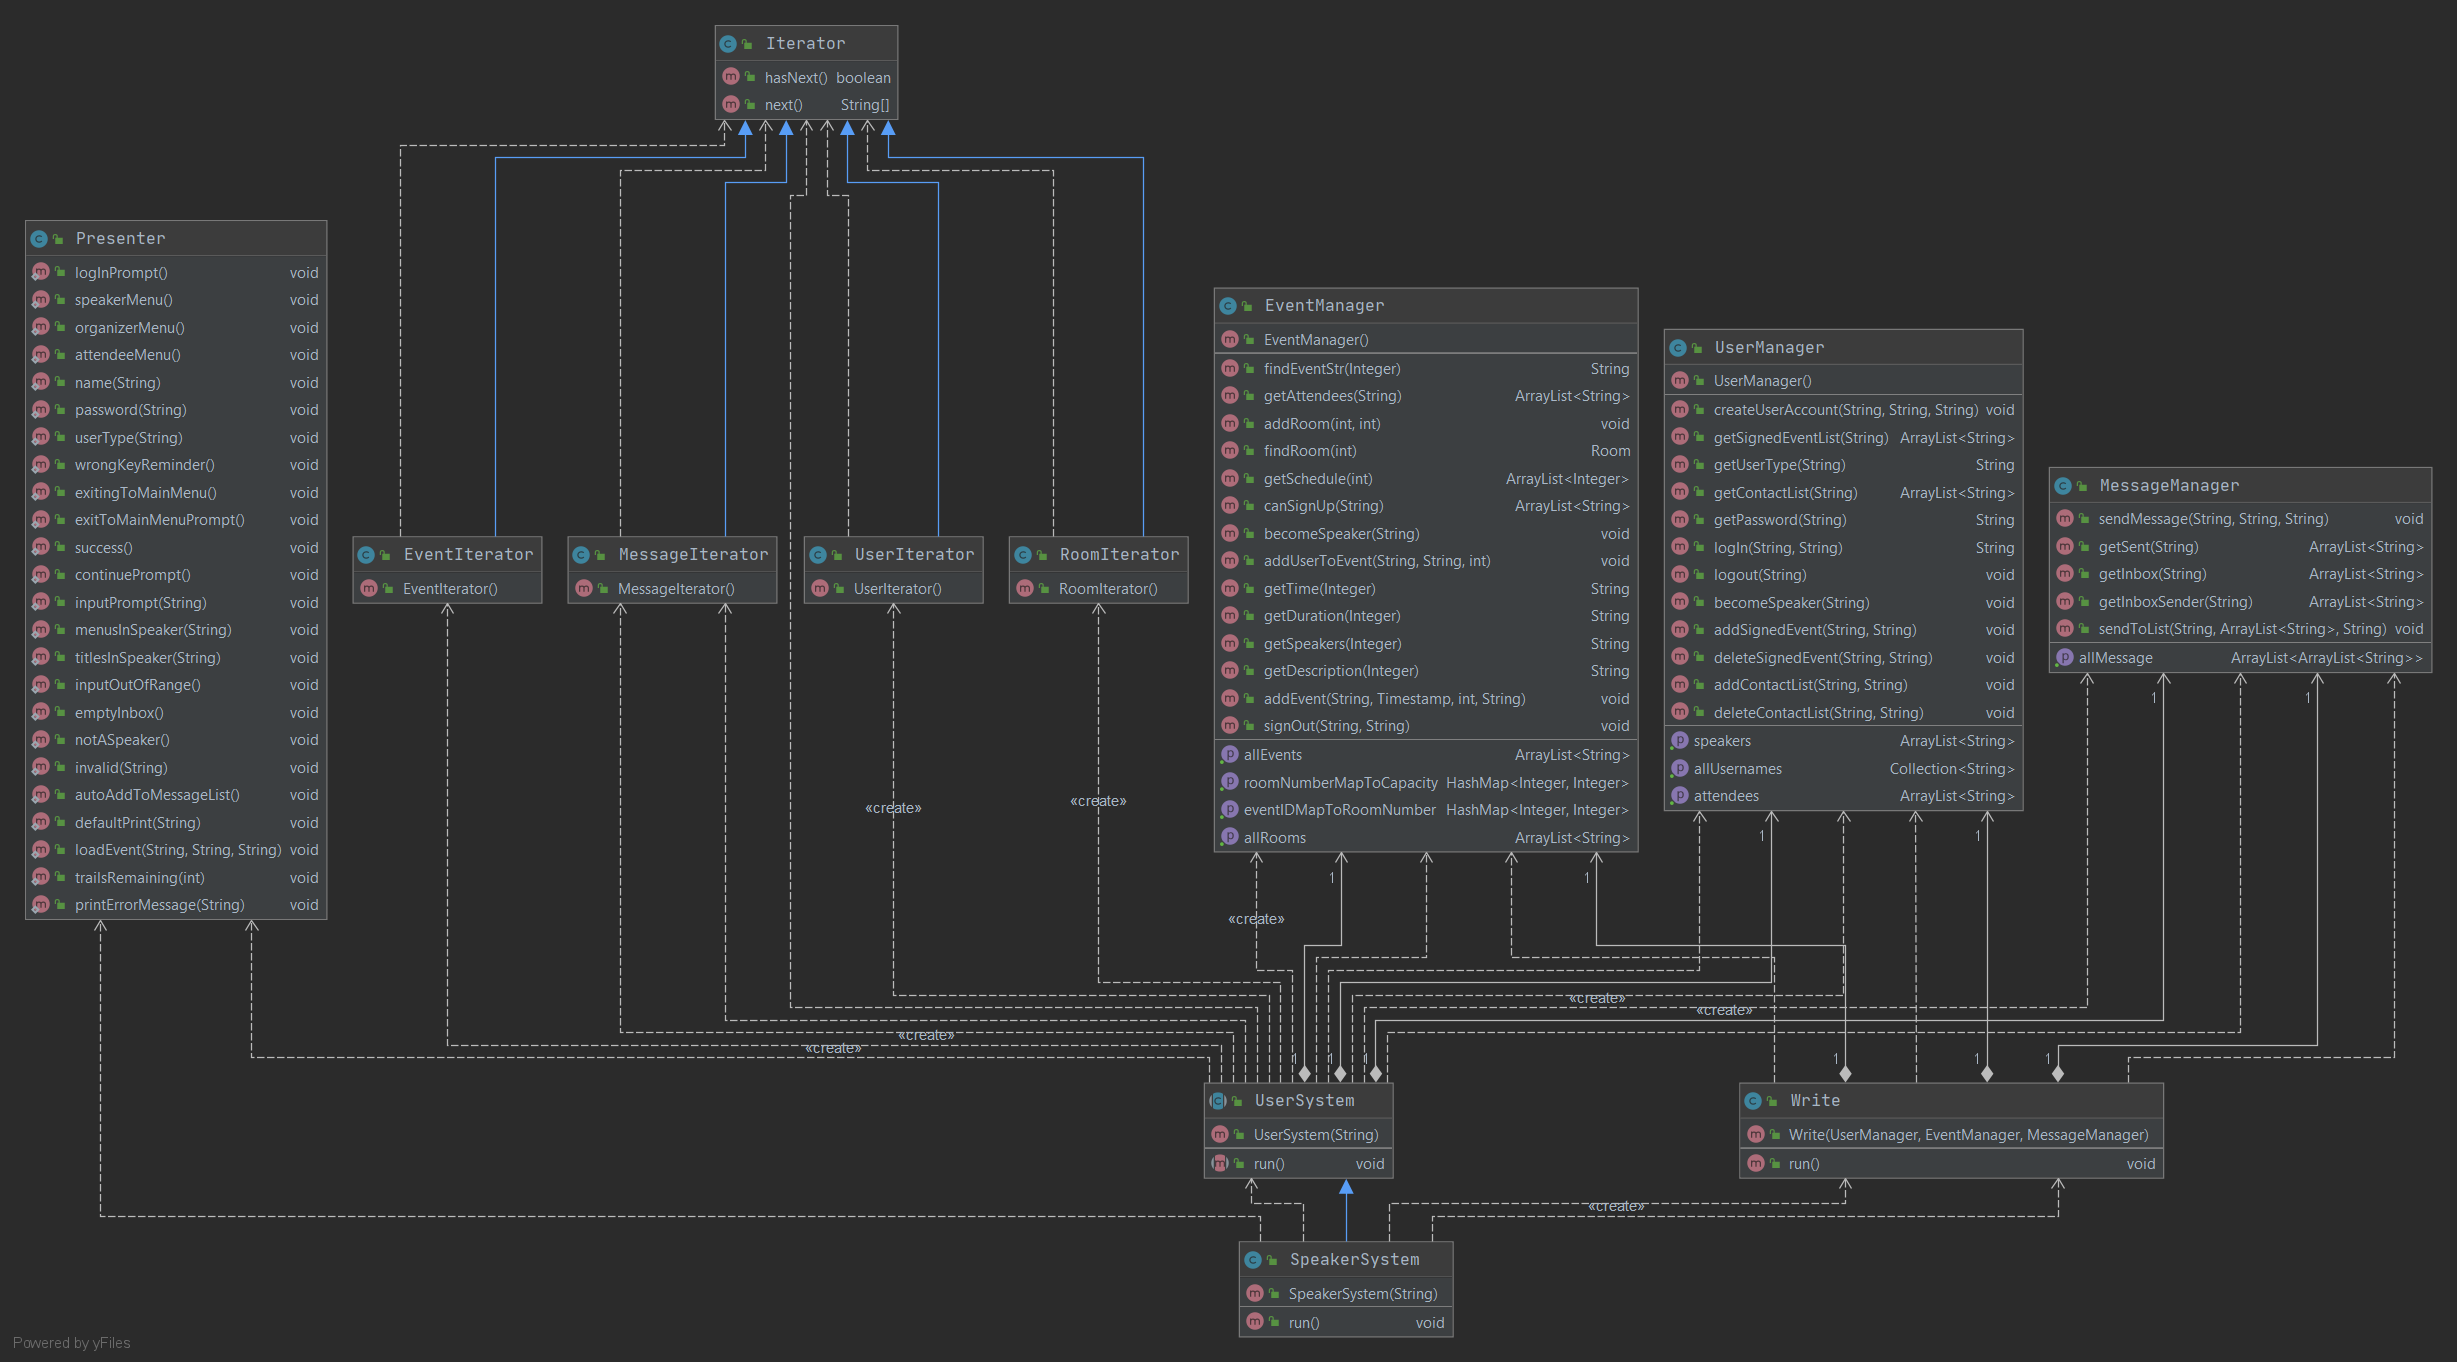 Iterator
hasNext() boolean
next() String[]
Presenter
logInPrompt() void
speakerMenu() void
organizerMenu() void
attendeeMenu() void
name(String) void
password(String) void
userType(String) void
wrongKeyReminder() void
exitingToMainMenu() void
exitToMainMenuPrompt() void
success() void
continuePrompt() void
inputPrompt(String) void
menusInSpeaker(String) void
titlesInSpeaker(String) void
inputOutOfRange() void
emptyInbox() void
notASpeaker() void
invalid(String) void
autoAddToMessageList() void
defaultPrint(String) void
loadEvent(String, String, String) void
trailsRemaining(int) void
printErrorMessage(String) void
EventIterator
EventIterator()
MessageIterator
MessageIterator()
UserIterator
UserIterator()
RoomIterator
RoomIterator()
EventManager
EventManager()
findEventStr(Integer) String
getAttendees(String) ArrayList<String>
addRoom(int, int) void
findRoom(int) Room
getSchedule(int) ArrayList<Integer>
canSignUp(String) ArrayList<String>
becomeSpeaker(String) void
addUserToEvent(String, String, int) void
getTime(Integer) String
getDuration(Integer) String
getSpeakers(Integer) String
getDescription(Integer) String
addEvent(String, Timestamp, int, String) void
signOut(String, String) void
allEvents ArrayList<String>
roomNumberMapToCapacity HashMap<Integer, Integer>
eventIDMapToRoomNumber HashMap<Integer, Integer>
allRooms ArrayList<String>
UserManager
UserManager()
createUserAccount(String, String, String) void
getSignedEventList(String) ArrayList<String>
getUserType(String) String
getContactList(String) ArrayList<String>
getPassword(String) String
logIn(String, String) String
logout(String) void
becomeSpeaker(String) void
addSignedEvent(String, String) void
deleteSignedEvent(String, String) void
addContactList(String, String) void
deleteContactList(String, String) void
speakers ArrayList<String>
allUsernames Collection<String>
attendees ArrayList<String>
MessageManager
sendMessage(String, String, String) void
getSent(String) ArrayList<String>
getInbox(String) ArrayList<String>
getInboxSender(String) ArrayList<String>
sendToList(String, ArrayList<String>, String) void
allMessage ArrayList<ArrayList<String>>
1
1
«create»
«create»
1
1
1
1
«create»
«create»
«create»
«create»
«create»
1
1
1
1
1
1
UserSystem
UserSystem(String)
run() void
Write
Write(UserManager, EventManager, MessageManager)
run() void
«create»
SpeakerSystem
SpeakerSystem(String)
run() void
Powered by yFiles